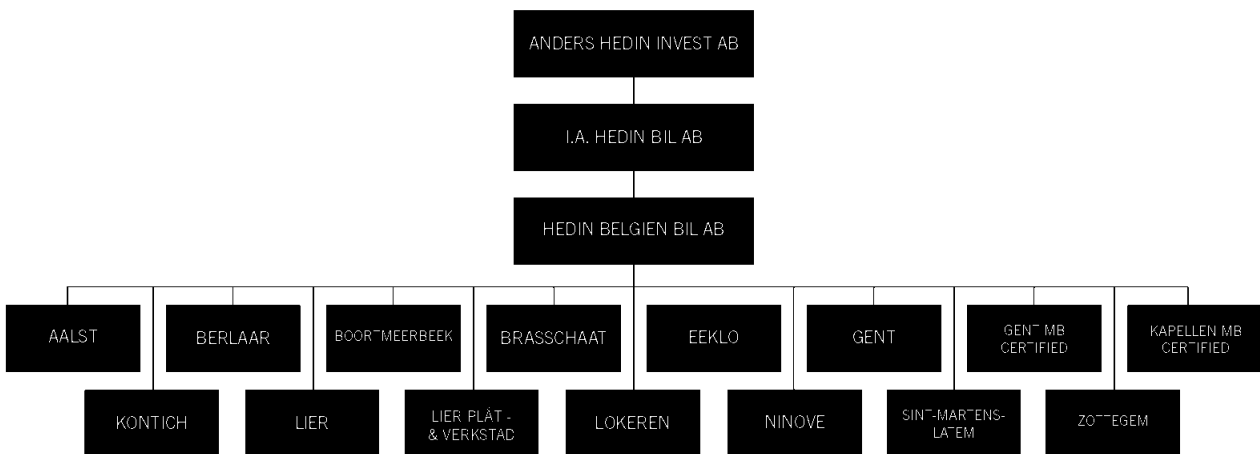 ANDERS HEDIN INVEST AB
I.A. HEDIN BIL AB
HEDIN BELGIEN BIL AB
AALST
BERLAAR
BOORTMEERBEEK
BRASSCHAAT
EEKLO
GENT
GENT MB
CERTIFIED
KAPELLEN MB
CERTIFIED
KONTICH
LIER
LIER PLÅT -
& VERKSTAD
LOKEREN
NINOVE
SINT-MARTENS-
LATEM
ZOTTEGEM